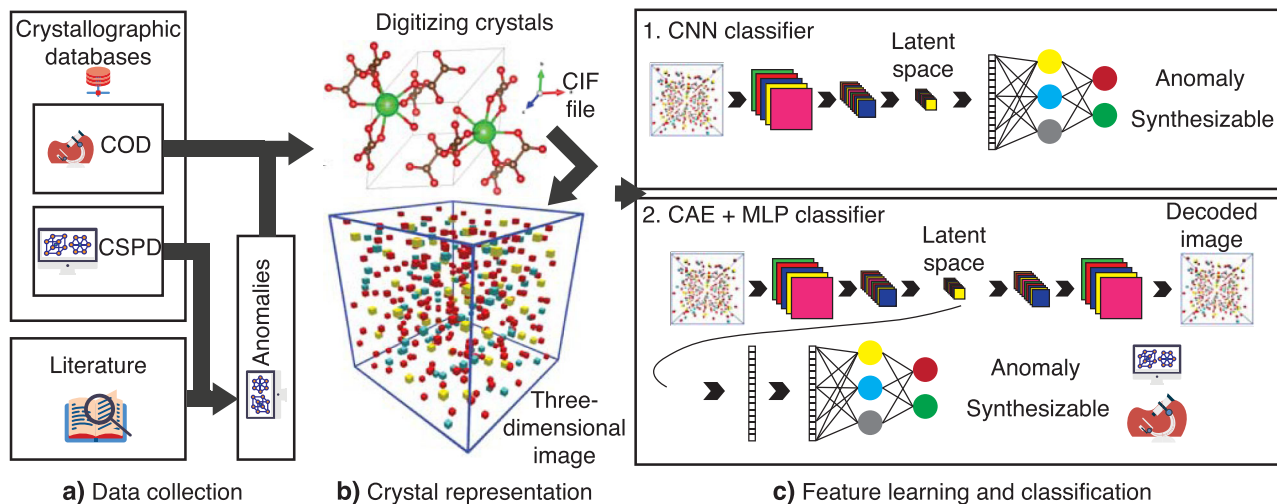 Crystallographic
databases
COD
CSPD
Literature
Anomalies
a) Data collection
Digitizing crystals
CIF
file
Three-
dimensional
image
b) Crystal representation
1. CNN classifier
Latent
space
Anomaly
Synthesizable
2. CAE + MLP classifier
Latent
space
Decoded
image
Anomaly
Synthesizable
c) Feature learning and classification